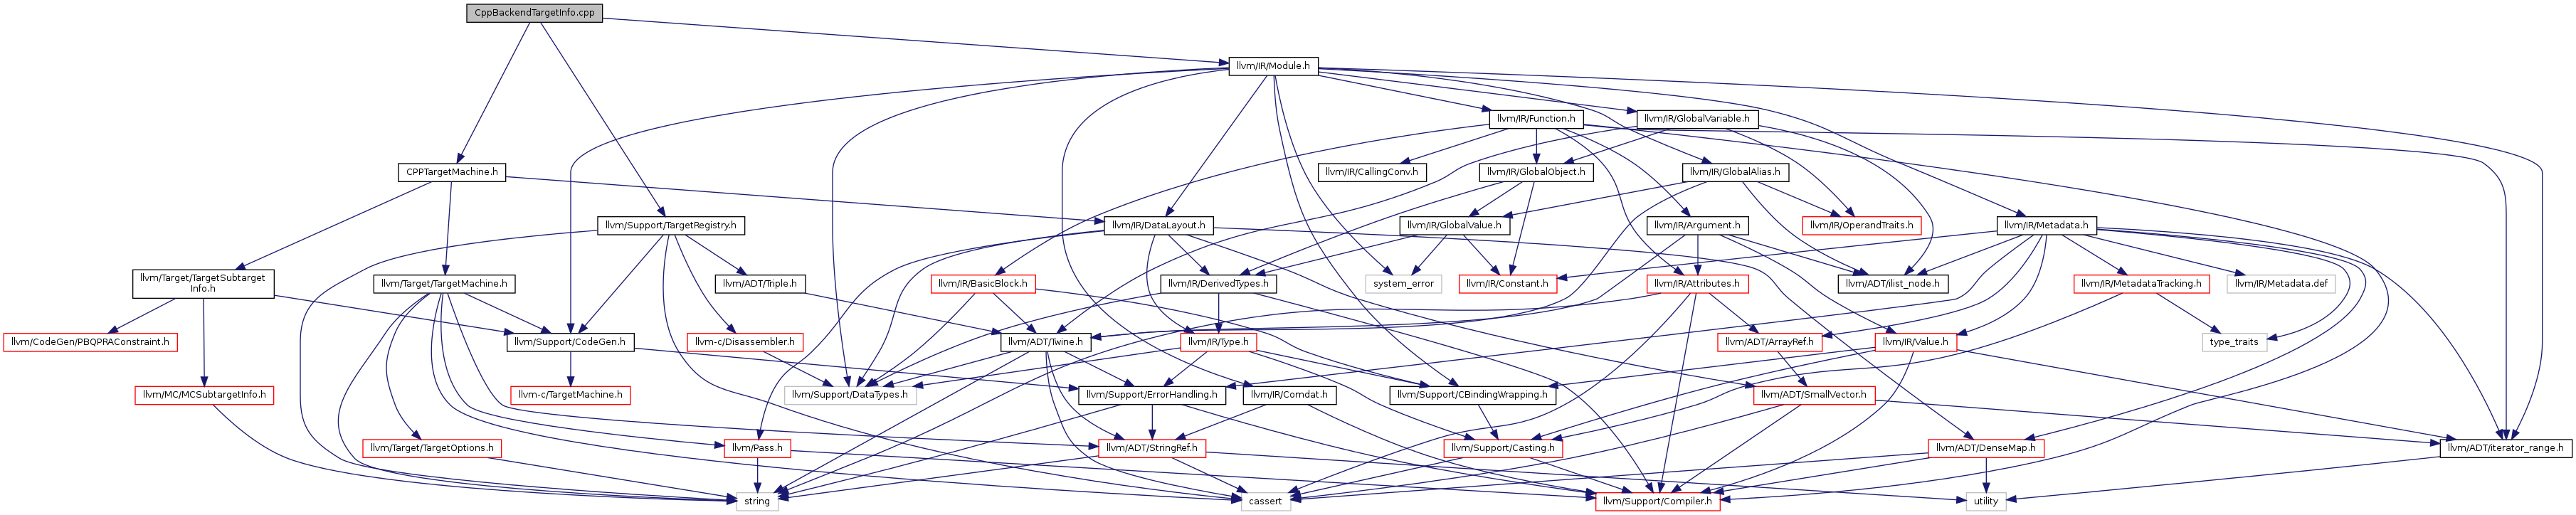 CppBackendTargetInfo.cpp
llvm/IR/Module.h
llvm/IR/Function.h
llvm/IR/GlobalVariable.h
CPPTargetMachine.h
llvm/IR/CallingConv.h
llvm/IR/GlobalObject.h
llvm/IR/GlobalAlias.h
llvm/Support/TargetRegistry.h
llvm/IR/DataLayout.h
llvm/IR/GlobalValue.h
llvm/IR/Argument.h
llvm/IR/OperandTraits.h
llvm/IR/Metadata.h
llvm/Target/TargetSubtarget
Info.h
llvm/Target/TargetMachine.h
llvm/ADT/Triple.h
llvm/IR/BasicBlock.h
llvm/IR/DerivedTypes.h
system_error
llvm/IR/Constant.h
llvm/IR/Attributes.h
llvm/ADT/ilist_node.h
llvm/IR/MetadataTracking.h
llvm/IR/Metadata.def
llvm/CodeGen/PBQPRAConstraint.h
llvm/Support/CodeGen.h
llvm-c/Disassembler.h
llvm/ADT/Twine.h
llvm/IR/Type.h
llvm/ADT/ArrayRef.h
llvm/IR/Value.h
type_traits
llvm/MC/MCSubtargetInfo.h
llvm-c/TargetMachine.h
llvm/Support/DataTypes.h
llvm/Support/ErrorHandling.h
llvm/IR/Comdat.h
llvm/Support/CBindingWrapping.h
llvm/ADT/SmallVector.h
llvm/Target/TargetOptions.h
llvm/Pass.h
llvm/ADT/StringRef.h
llvm/Support/Casting.h
llvm/ADT/DenseMap.h
llvm/ADT/iterator_range.h
string
cassert
llvm/Support/Compiler.h
utility